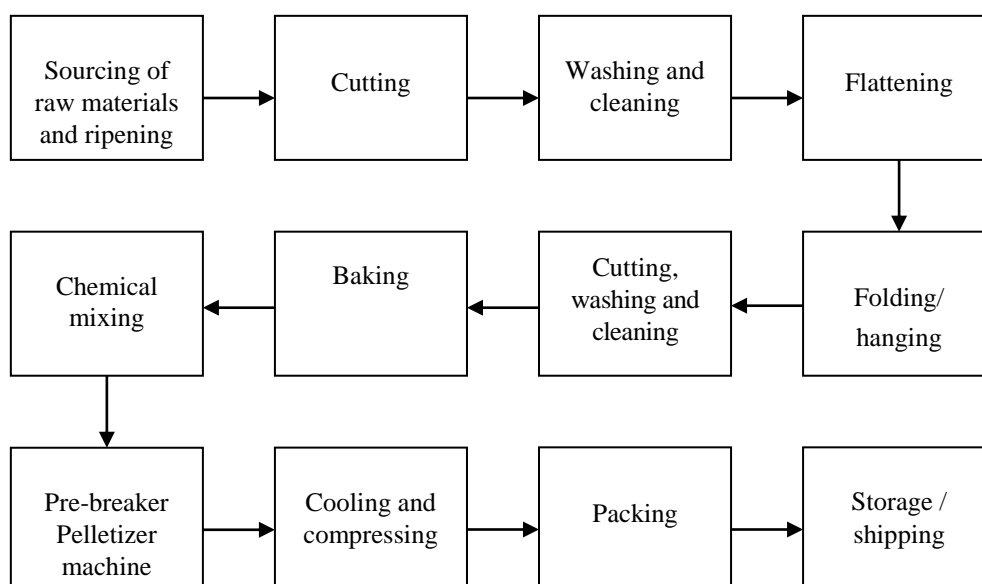 Sourcing of
raw materials
and ripening
Cutting
Washing and
cleaning
Flattening
Folding/
hanging
Cutting,
washing and
cleaning
Baking
Chemical
mixing
Pre-breaker
Pelletizer
machine
Cooling and
compressing
Packing
Storage /
shipping